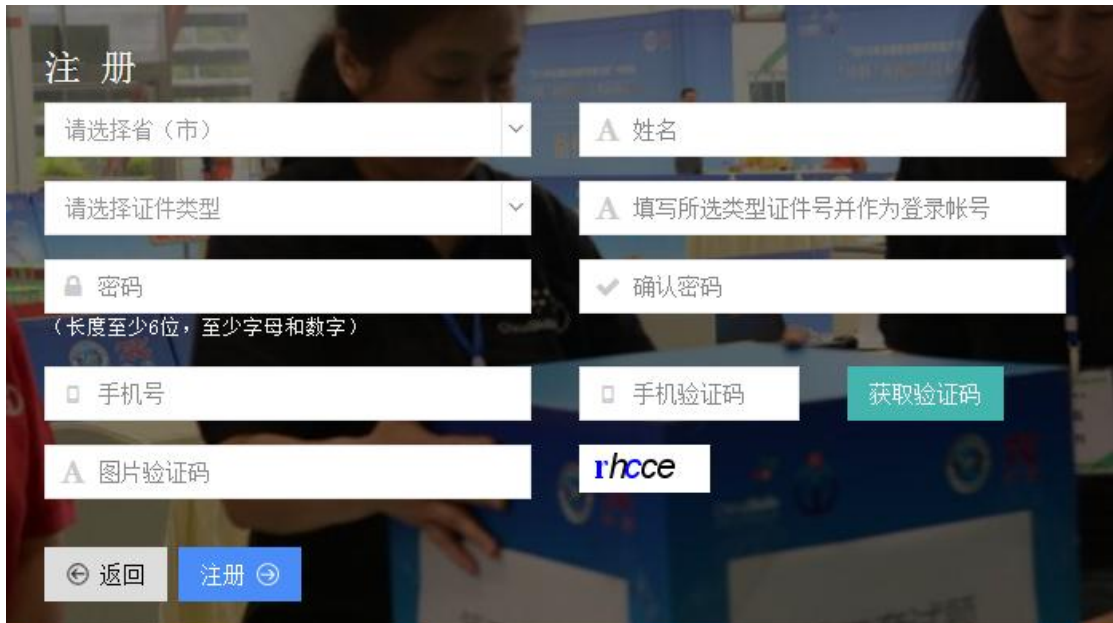 注 册
请选择省（市）
A 姓名
请选择证件类型
A 填写所选类型证件号并作为登录帐号
密码
确认密码
（长度至少6位，至少字母和数字）
手机号
手机验证码
获取验证码
A 图片验证码
rhcce
返回
注册